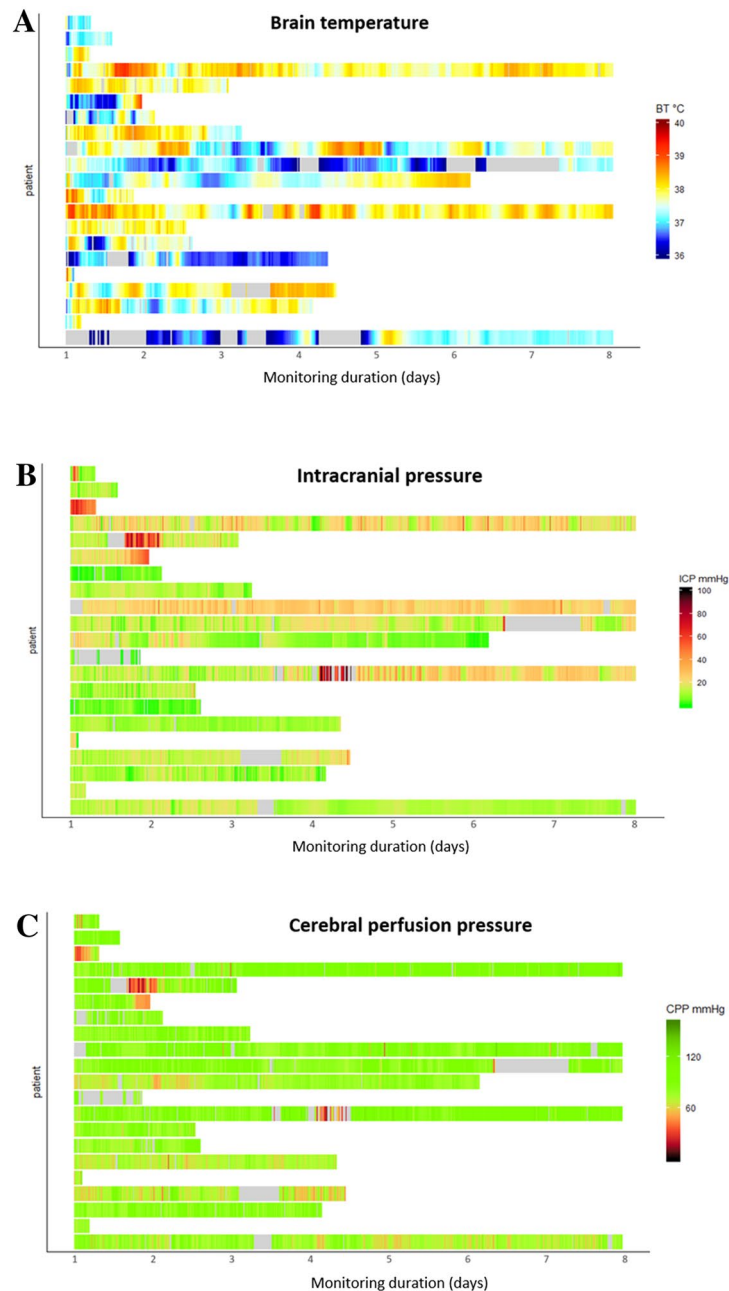 A
Brain temperature
patient
BT °C
40
39
38
37
36
1 2 3 4 5 6 7 8
Monitoring duration (days)
B
Intracranial pressure
patient
ICP mmHg
100
80
60
40
20
1 2 3 4 5 6 7 8
Monitoring duration (days)
C
Cerebral perfusion pressure
patient
CPP mmHg
120
60
1 2 3 4 5 6 7 8
Monitoring duration (days)